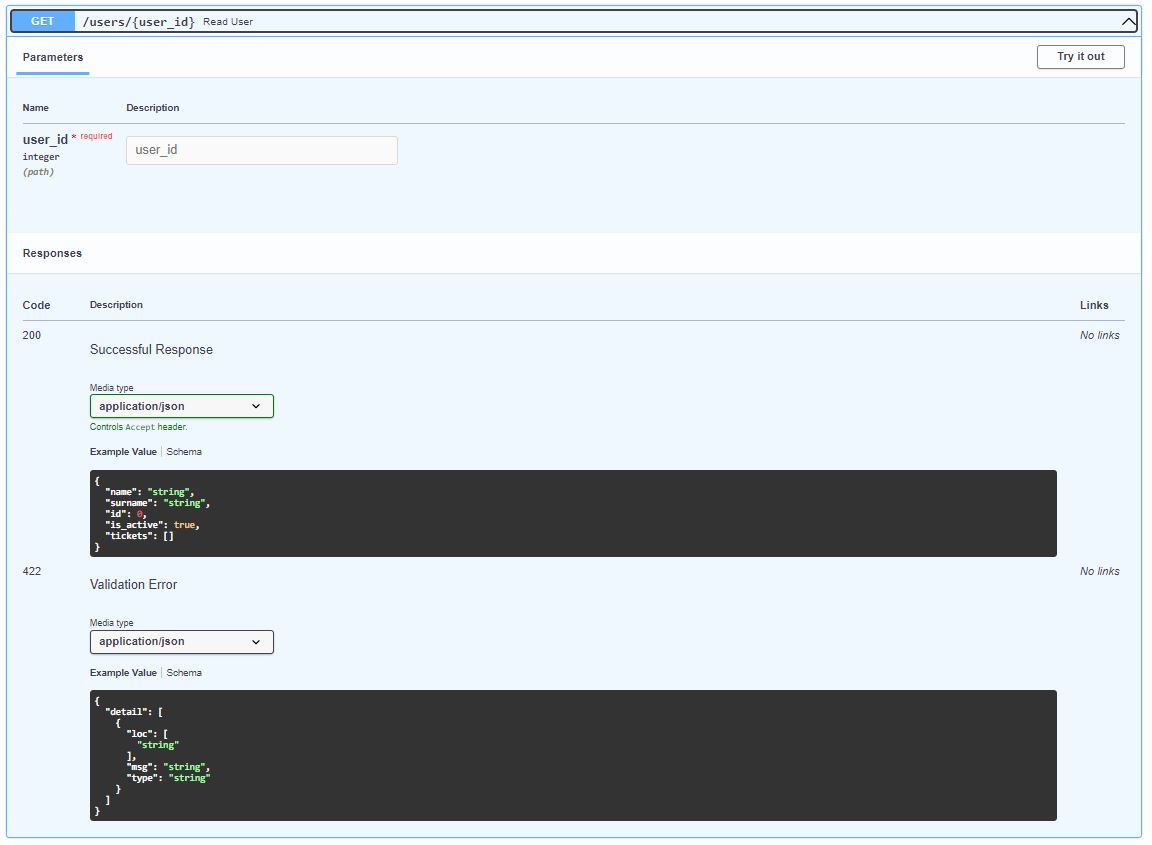 GET /users/{user_id} Read User
Parameters
Try it out
Name Description
user_id * required
integer
(path)
user_id
Responses
Code Description Links
200 No links
Successful Response
Media type
application/json
Controls Accept header.
Example Value Schema
{
  "name": "string",
  "surname": "string",
  "id": 0,
  "is_active": true,
  "tickets": []
}
422 No links
Validation Error
Media type
application/json
Example Value Schema
{
  "detail": [
    {
      "loc": [
        "string"
      ],
      "msg": "string",
      "type": "string"
    }
  ]
}